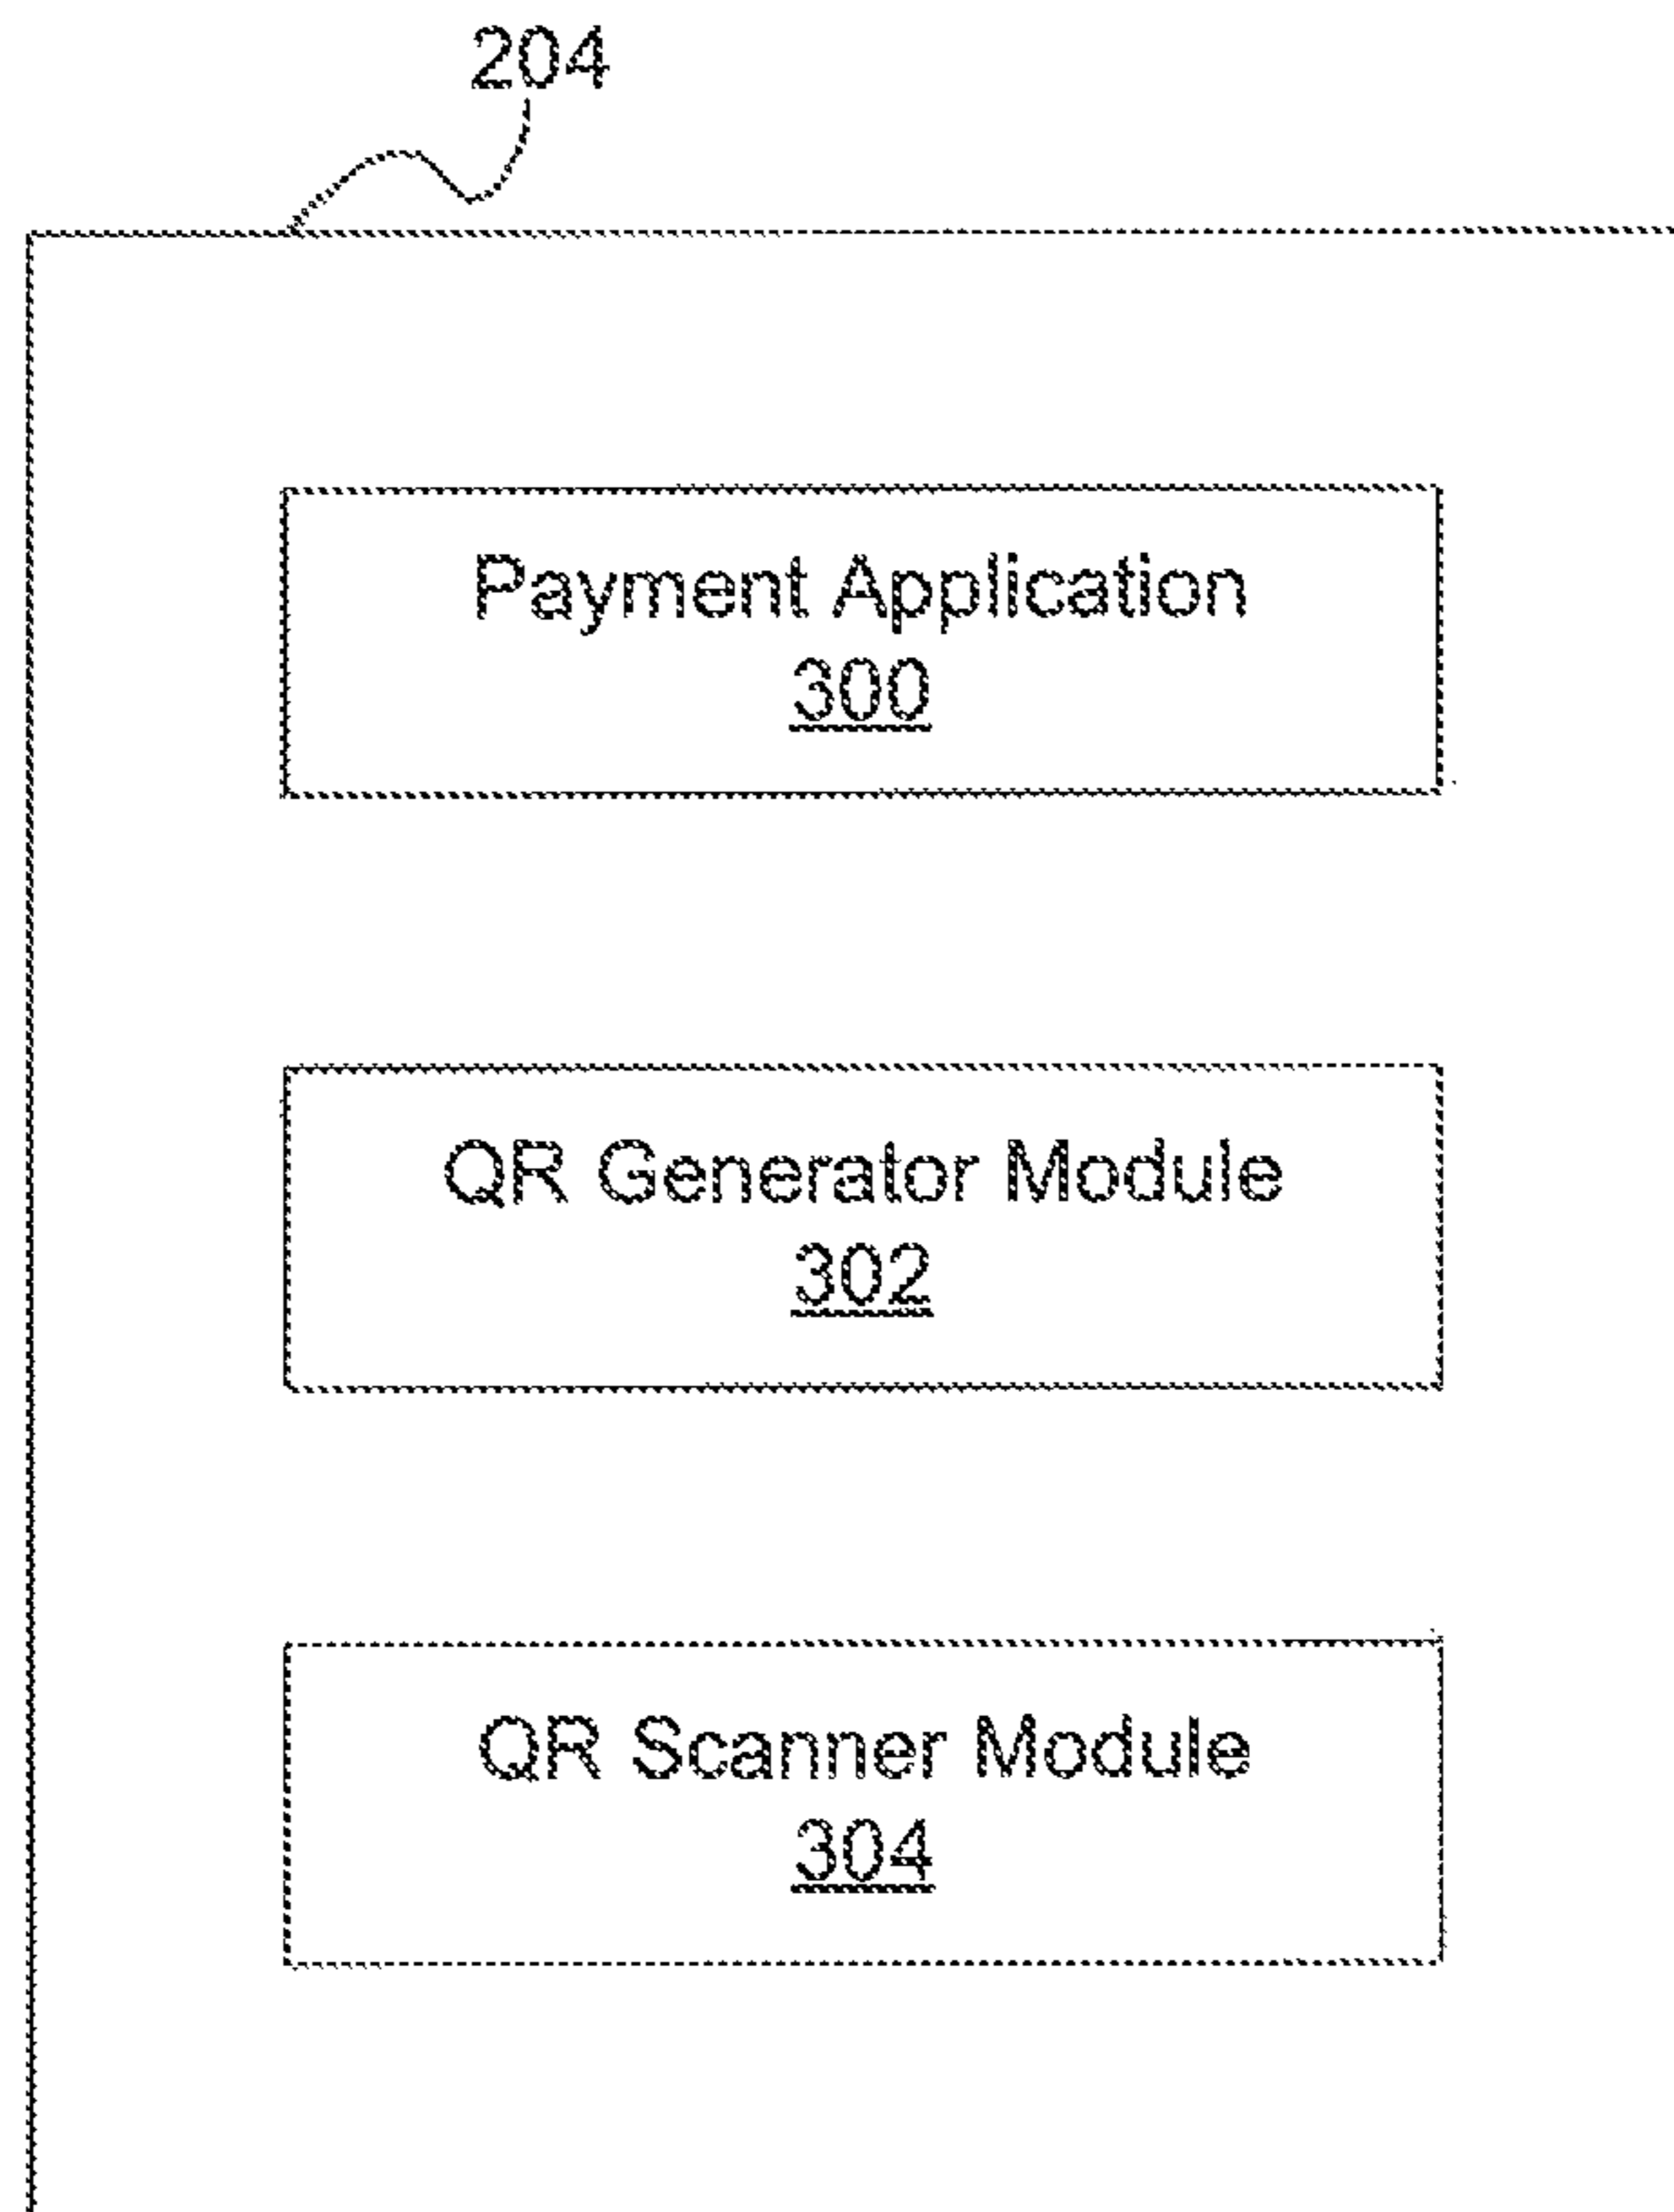 204
Payment Application
300
QR Generator Module
302
QR Scanner Module
304